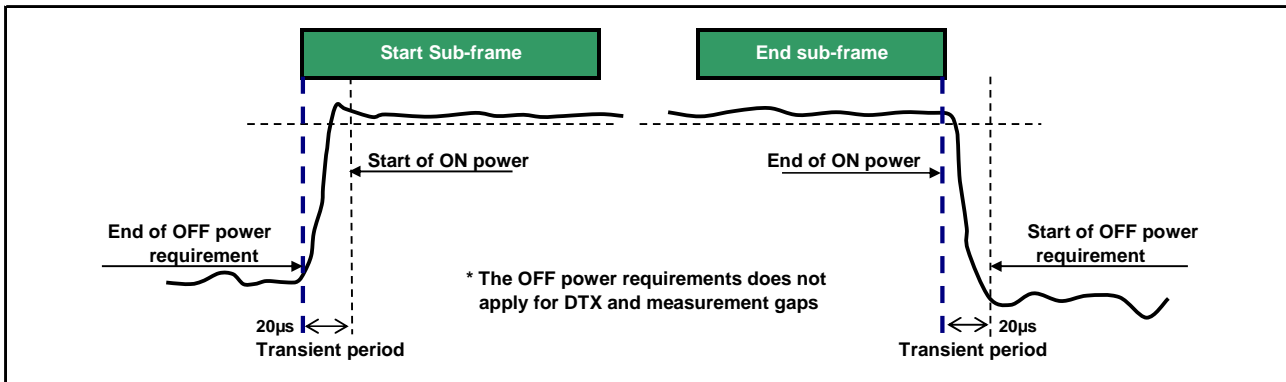 Start Sub-frame
End sub-frame
Start of ON power
End of ON power
End of OFF power
requirement
Start of OFF power
requirement
* The OFF power requirements does not
apply for DTX and measurement gaps
20µs
Transient period
20µs
Transient period